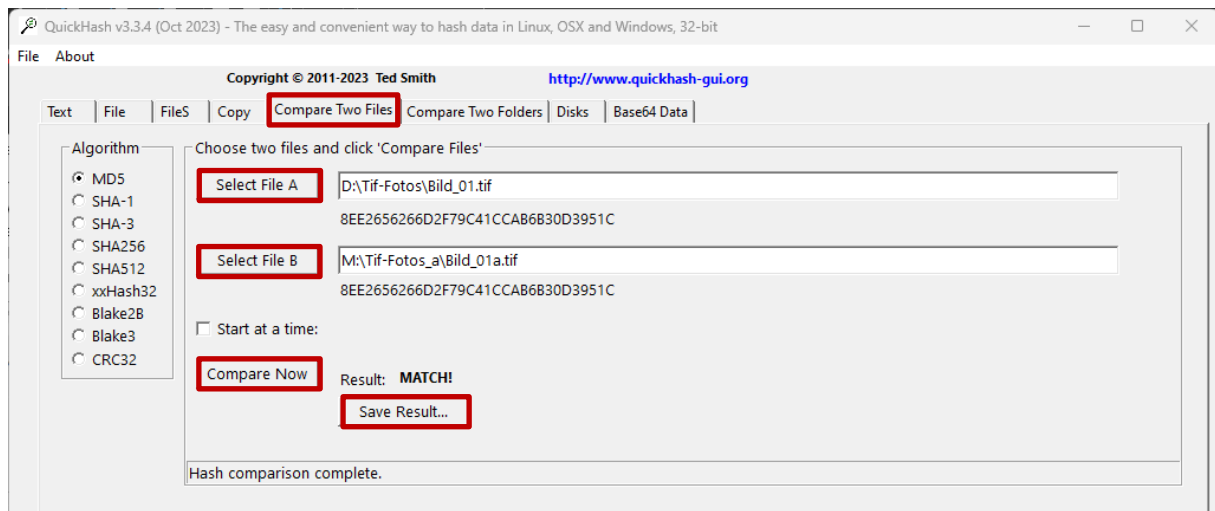 QuickHash v3.3.4 (Oct 2023) - The easy and convenient way to hash data in Linux, OSX and Windows, 32-bit
File About
Copyright © 2011-2023 Ted Smith http://www.quickhash-gui.org
Text File FileS Copy Compare Two Files Compare Two Folders Disks Base64 Data
Algorithm
MD5
SHA-1
SHA-3
SHA256
SHA512
xxHash32
Blake2B
Blake3
CRC32
Choose two files and click 'Compare Files'
Select File A D:\Tif-Fotos\Bild_01.tif
8EE2656266D2F79C41CCAB6B30D3951C
Select File B M:\Tif-Fotos_a\Bild_01a.tif
8EE2656266D2F79C41CCAB6B30D3951C
Start at a time:
Compare Now Result: MATCH!
Save Result...
Hash comparison complete.